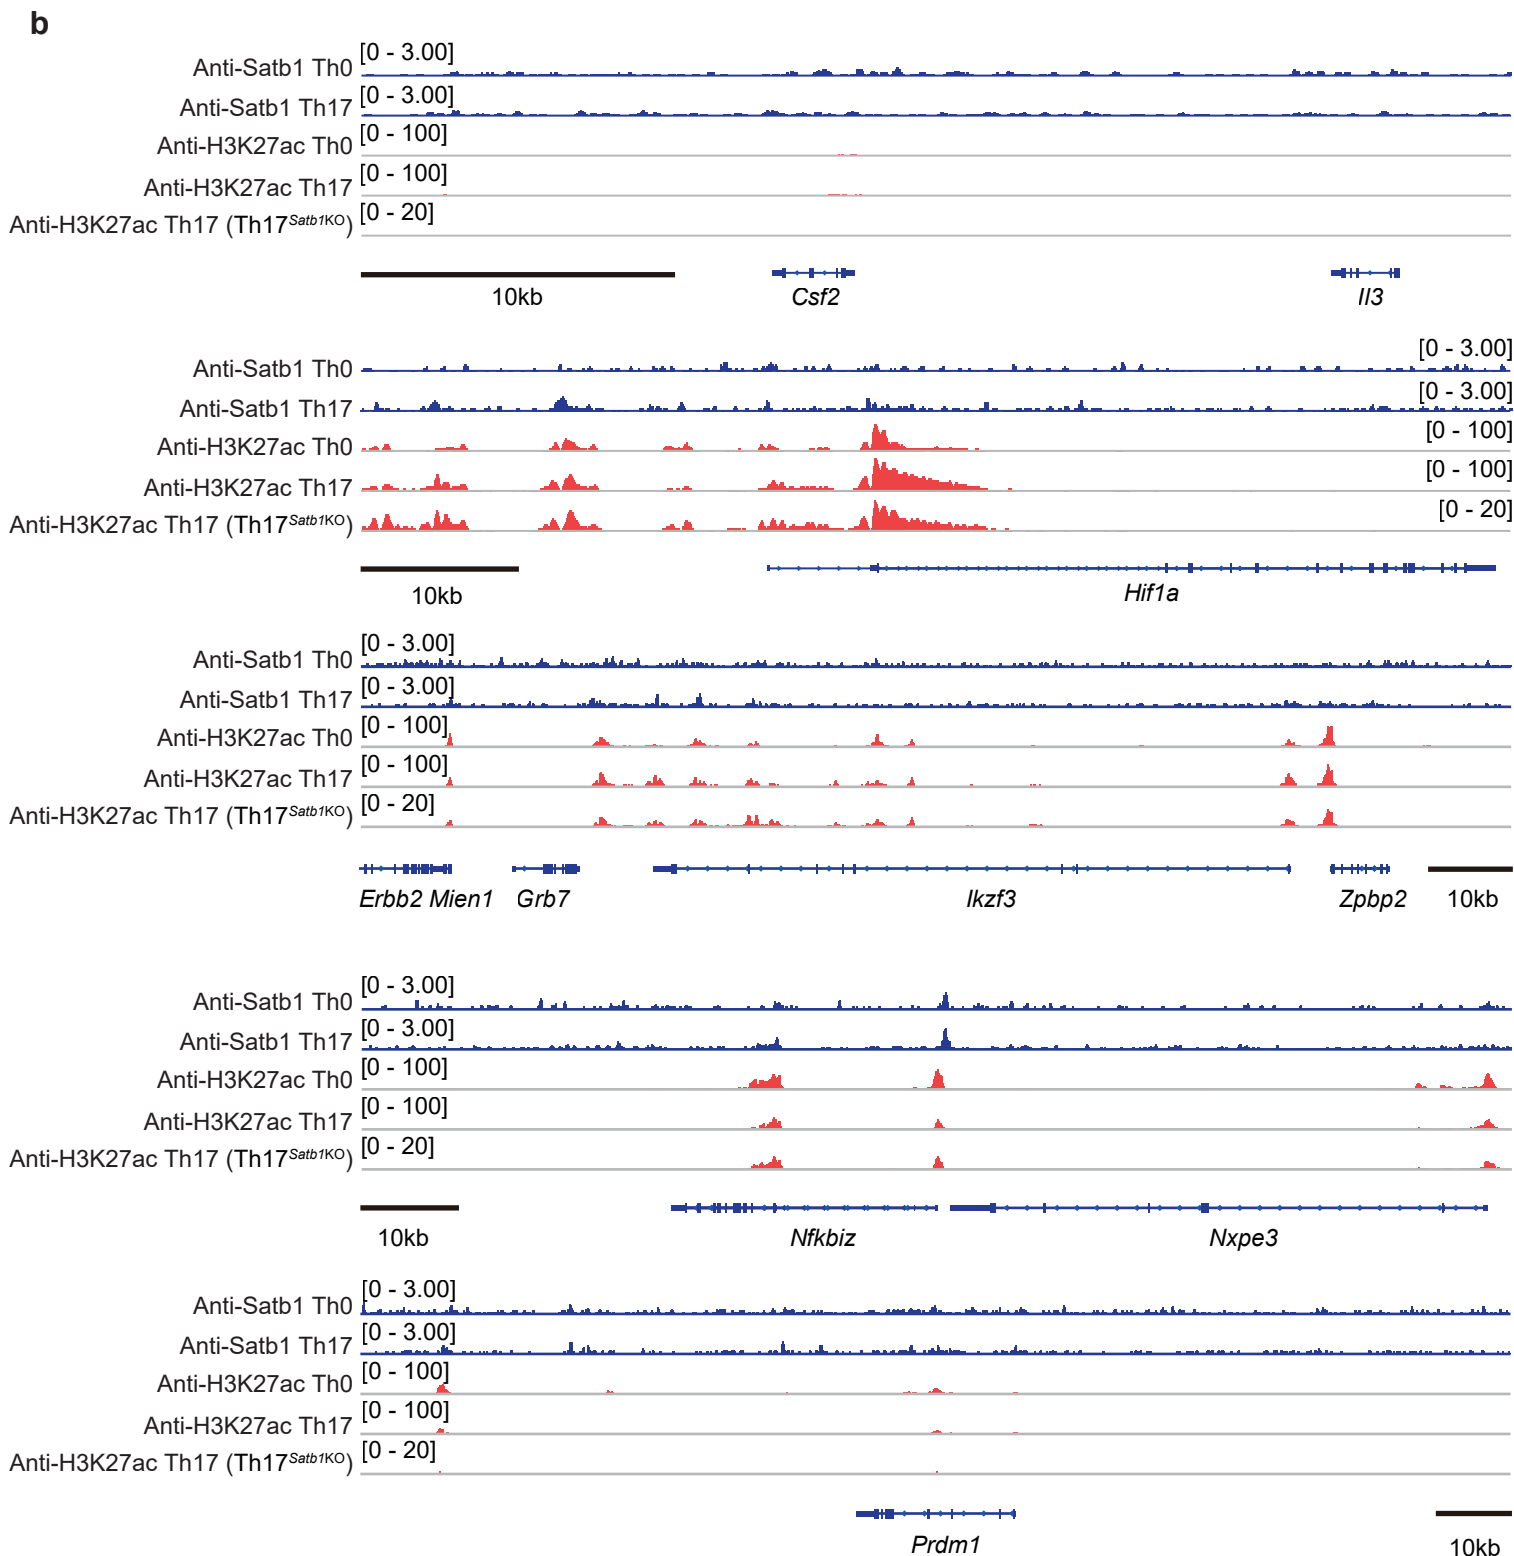 b
Anti-Satb1 Th0 [0 - 3.00]
Anti-Satb1 Th17 [0 - 3.00]
Anti-H3K27ac Th0 [0 - 100]
Anti-H3K27ac Th17 [0 - 100]
Anti-H3K27ac Th17 (Th17Satb1KO) [0 - 20]
10kb Csf2 Il3
Anti-Satb1 Th0 [0 - 3.00]
Anti-Satb1 Th17 [0 - 3.00]
Anti-H3K27ac Th0 [0 - 100]
Anti-H3K27ac Th17 [0 - 100]
Anti-H3K27ac Th17 (Th17Satb1KO) [0 - 20]
10kb Hif1a
Anti-Satb1 Th0 [0 - 3.00]
Anti-Satb1 Th17 [0 - 3.00]
Anti-H3K27ac Th0 [0 - 100]
Anti-H3K27ac Th17 [0 - 100]
Anti-H3K27ac Th17 (Th17Satb1KO) [0 - 20]
Erbb2 Mien1 Grb7 Ikzf3 Zpbp2 10kb
Anti-Satb1 Th0 [0 - 3.00]
Anti-Satb1 Th17 [0 - 3.00]
Anti-H3K27ac Th0 [0 - 100]
Anti-H3K27ac Th17 [0 - 100]
Anti-H3K27ac Th17 (Th17Satb1KO) [0 - 20]
10kb Nfkbiz Nxpe3
Anti-Satb1 Th0 [0 - 3.00]
Anti-Satb1 Th17 [0 - 3.00]
Anti-H3K27ac Th0 [0 - 100]
Anti-H3K27ac Th17 [0 - 100]
Anti-H3K27ac Th17 (Th17Satb1KO) [0 - 20]
Prdm1 10kb